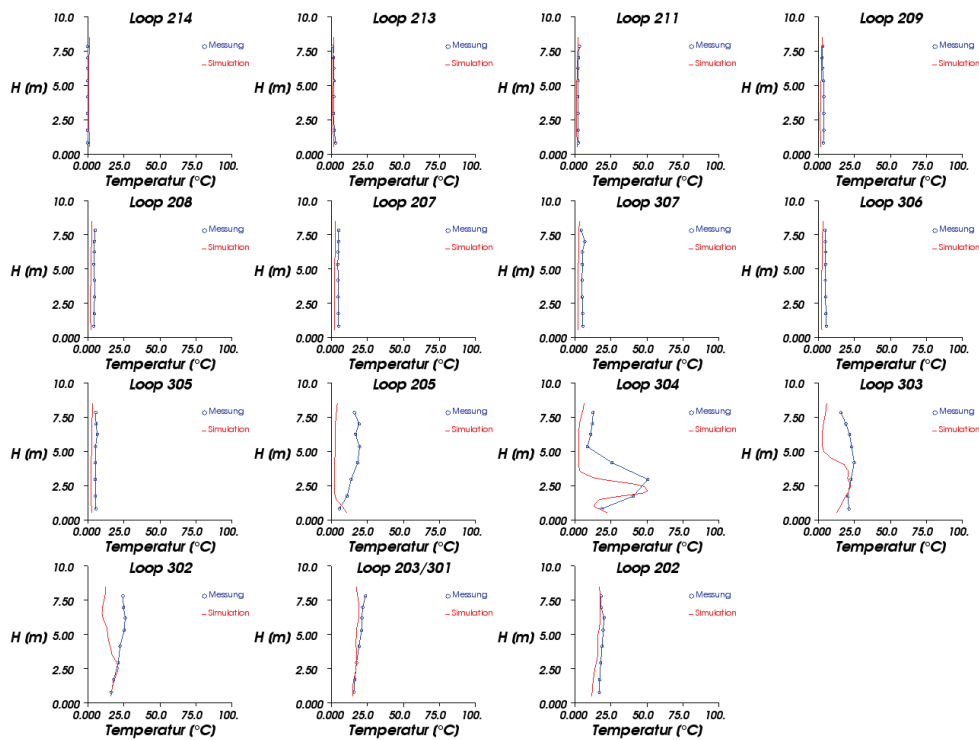 Loop 214
10.0
7.50
5.00
2.50
0.000
H (m)
Messung
Simulation
0.000 25.0 50.0 75.0 100.
Temperatur (°C)
Loop 213
10.0
7.50
5.00
2.50
0.000
H (m)
Messung
Simulation
0.000 25.0 50.0 75.0 100.
Temperatur (°C)
Loop 211
10.0
7.50
5.00
2.50
0.000
H (m)
Messung
Simulation
0.000 25.0 50.0 75.0 100.
Temperatur (°C)
Loop 209
10.0
7.50
5.00
2.50
0.000
H (m)
Messung
Simulation
0.000 25.0 50.0 75.0 100.
Temperatur (°C)
Loop 208
10.0
7.50
5.00
2.50
0.000
H (m)
Messung
Simulation
0.000 25.0 50.0 75.0 100.
Temperatur (°C)
Loop 207
10.0
7.50
5.00
2.50
0.000
H (m)
Messung
Simulation
0.000 25.0 50.0 75.0 100.
Temperatur (°C)
Loop 307
10.0
7.50
5.00
2.50
0.000
H (m)
Messung
Simulation
0.000 25.0 50.0 75.0 100.
Temperatur (°C)
Loop 306
10.0
7.50
5.00
2.50
0.000
H (m)
Messung
Simulation
0.000 25.0 50.0 75.0 100.
Temperatur (°C)
Loop 305
10.0
7.50
5.00
2.50
0.000
H (m)
Messung
Simulation
0.000 25.0 50.0 75.0 100.
Temperatur (°C)
Loop 205
10.0
7.50
5.00
2.50
0.000
H (m)
Messung
Simulation
0.000 25.0 50.0 75.0 100.
Temperatur (°C)
Loop 304
10.0
7.50
5.00
2.50
0.000
H (m)
Messung
Simulation
0.000 25.0 50.0 75.0 100.
Temperatur (°C)
Loop 303
10.0
7.50
5.00
2.50
0.000
H (m)
Messung
Simulation
0.000 25.0 50.0 75.0 100.
Temperatur (°C)
Loop 302
10.0
7.50
5.00
2.50
0.000
H (m)
Messung
Simulation
0.000 25.0 50.0 75.0 100.
Temperatur (°C)
Loop 203/301
10.0
7.50
5.00
2.50
0.000
H (m)
Messung
Simulation
0.000 25.0 50.0 75.0 100.
Temperatur (°C)
Loop 202
10.0
7.50
5.00
2.50
0.000
H (m)
Messung
Simulation
0.000 25.0 50.0 75.0 100.
Temperatur (°C)